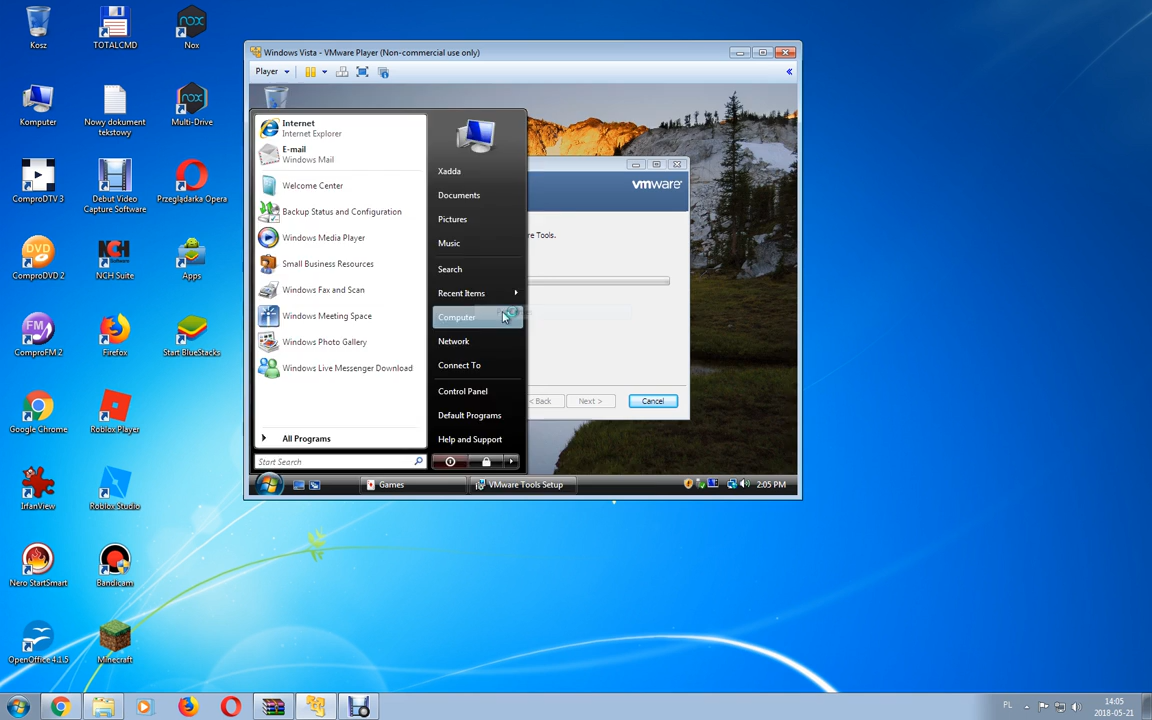 Kosz
TOTALCMD
Nox
Komputer
Nowy dokument
tekstowy
Multi-Drive
ComproDTV 3
Debut Video
Capture Software
Przeglądarka Opera
ComproDVD 2
NCH Suite
Apps
ComproFM 2
Firefox
Start BlueStacks
Google Chrome
Roblox Player
IrfanView
Roblox Studio
Nero StartSmart
Bandicam
OpenOffice 4.1.5
Minecraft
Windows Vista - VMware Player (Non-commercial use only)
Player
Internet
Internet Explorer
E-mail
Windows Mail
Welcome Center
Backup Status and Configuration
Windows Media Player
Small Business Resources
Windows Fax and Scan
Windows Meeting Space
Windows Photo Gallery
Windows Live Messenger Download
All Programs
Start Search
Xadda
Documents
Pictures
Music
Search
Recent Items
Computer
Network
Connect To
Control Panel
Default Programs
Help and Support
vmware
re Tools.
< Back
Next >
Cancel
Games
VMware Tools Setup
2:05 PM
PL
14:05
2018-05-21